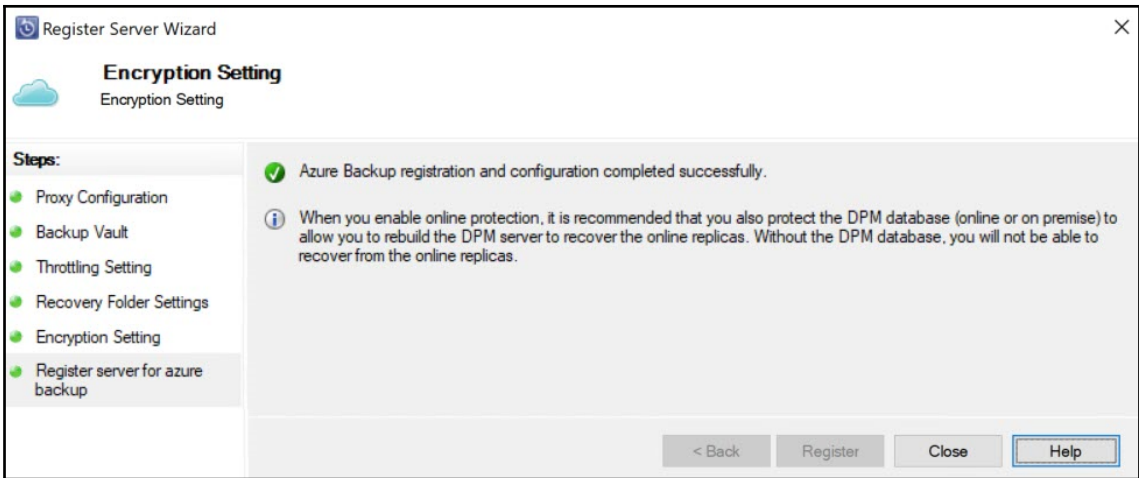 Register Server Wizard
Encryption Setting
Encryption Setting
Steps:
Proxy Configuration
Backup Vault
Throttling Setting
Recovery Folder Settings
Encryption Setting
Register server for azure
backup
Azure Backup registration and configuration completed successfully.
When you enable online protection, it is recommended that you also protect the DPM database (online or on premise) to
allow you to rebuild the DPM server to recover the online replicas. Without the DPM database, you will not be able to
recover from the online replicas.
< Back
Register
Close
Help